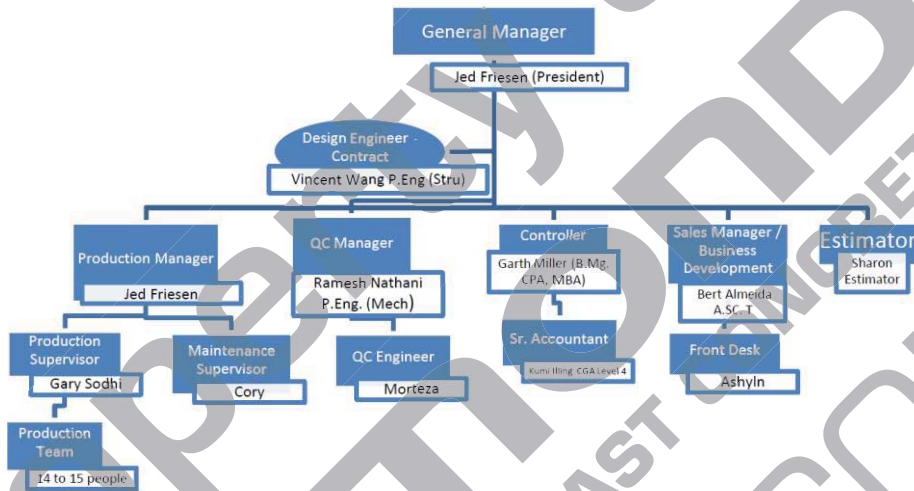 General Manager
Jed Friesen (President)
Design Engineer -
Contract
Vincent Wang P.Eng (Stru)
Production Manager
Jed Friesen
QC Manager
Ramesh Nathani
P.Eng. (Mech)
Controller
Garth Miller (B.Mg.
CPA, MBA)
Sales Manager /
Business
Development
Bert Almeida
A.SC. T
Estimator
Sharon
Estimator
Production
Supervisor
Gary Sodhi
Maintenance
Supervisor
Cory
QC Engineer
Morteza
Sr. Accountant
Kumi Illing CGA Level 4
Front Desk
Ashyln
Production
Team
14 to 15 people